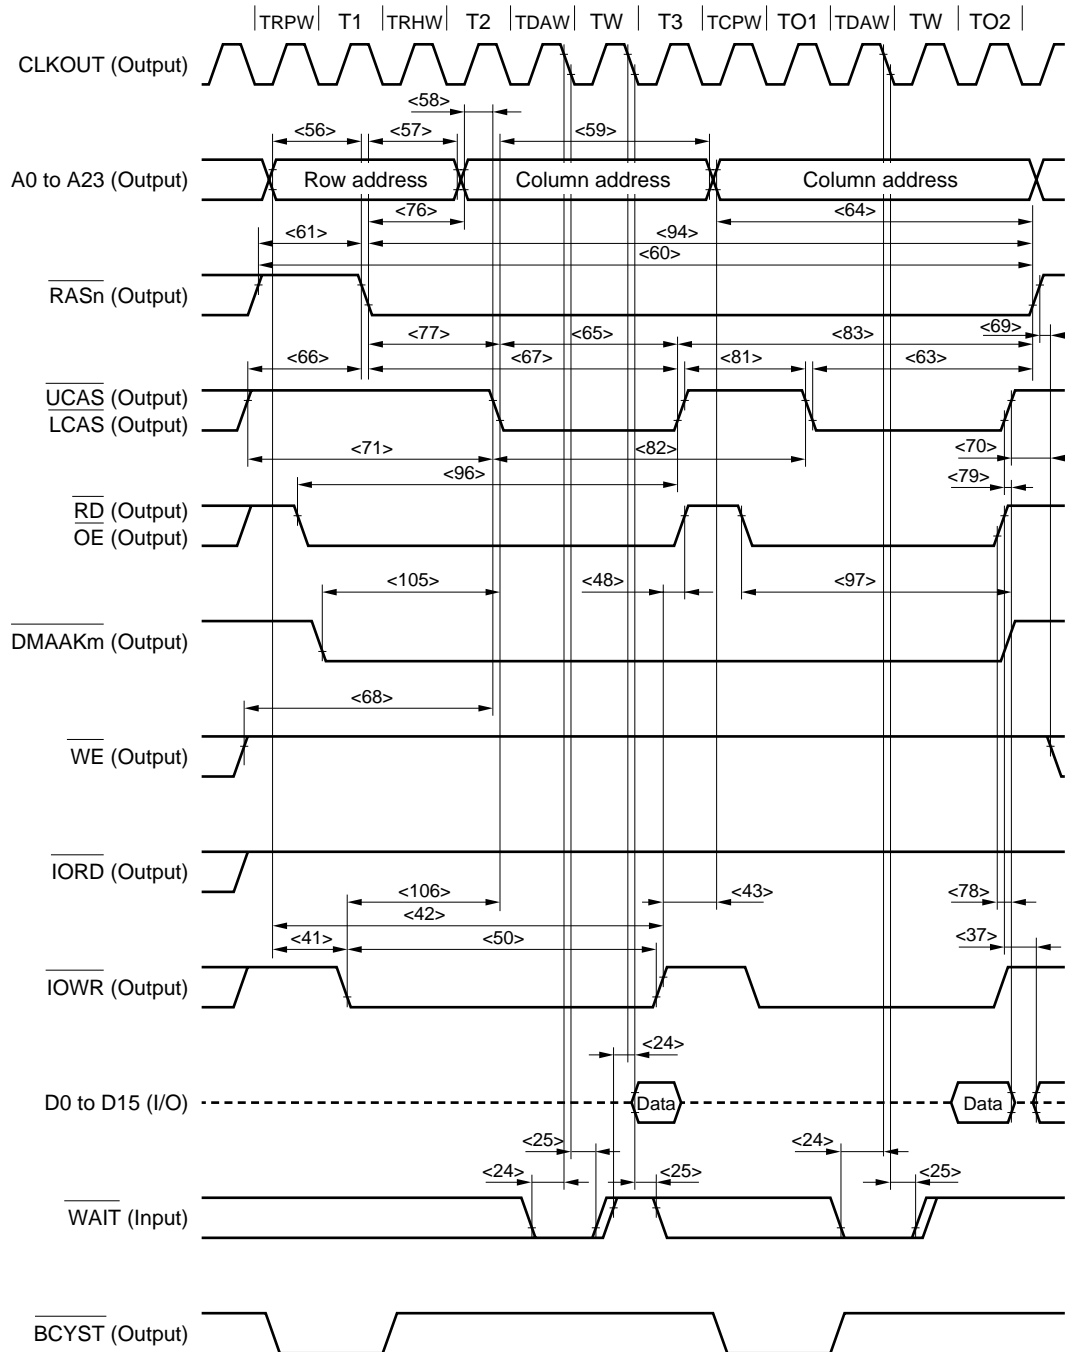 TRPW T1 TRHW T2 TDAW TW T3 TCPW TO1 TDAW TW TO2
CLKOUT (Output)
<58>
<56> <57> <59>
A0 to A23 (Output) Row address Column address Column address
<76> <64>
<61> <94>
<60>
RASn (Output)
<69>
<77> <65> <83>
<66> <67> <81> <63>
UCAS (Output)
LCAS (Output)
<71> <82> <70>
<96> <79>
RD (Output)
OE (Output)
<105> <48> <97>
DMAAKm (Output)
<68>
WE (Output)
IORD (Output)
<106> <43> <78>
<42>
<41> <50> <37>
IOWR (Output)
<24>
D0 to D15 (I/O) Data Data
<25> <24>
<24> <25> <25>
WAIT (Input)
BCYST (Output)